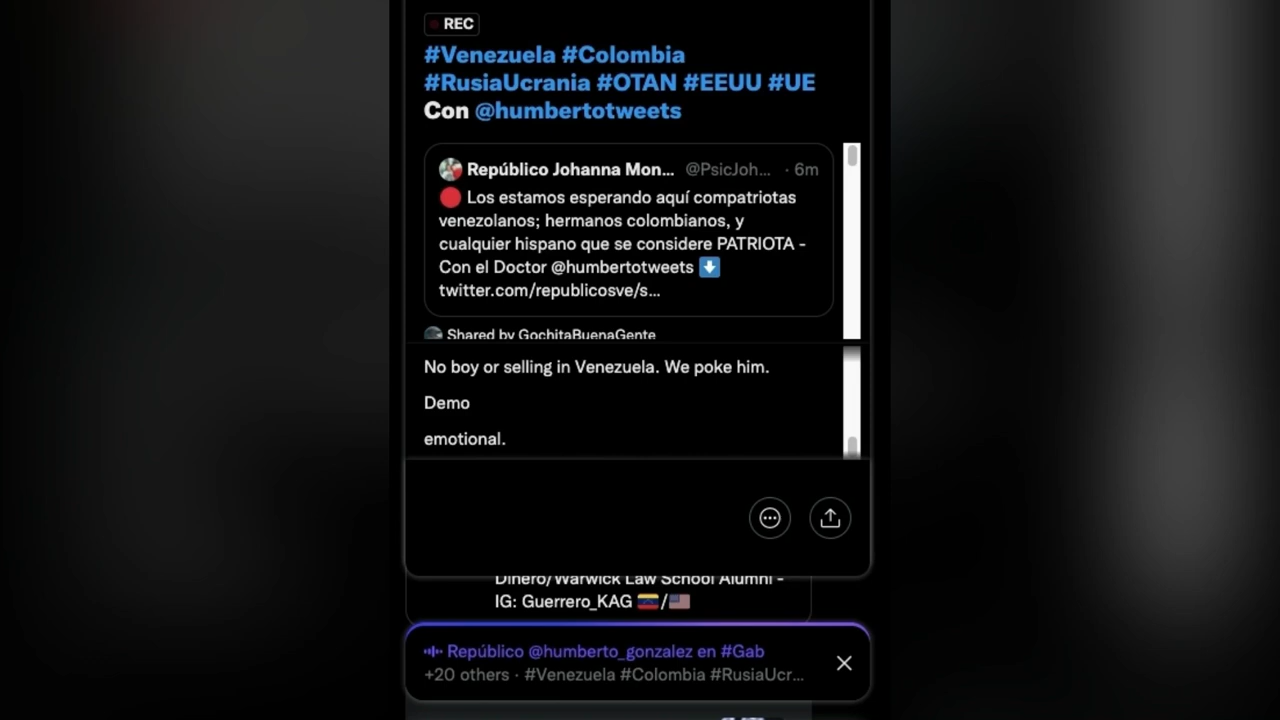 REC
#Venezuela #Colombia
#RusiaUcrania #OTAN #EEUU #UE
Con @humbertotweets
Repúblico Johanna Mon... @PsicJoh... · 6m
🔴 Los estamos esperando aquí compatriotas
venezolanos; hermanos colombianos, y
cualquier hispano que se considere PATRIOTA -
Con el Doctor @humbertotweets ⬇️
twitter.com/republicosve/s...
Shared by GochitaBuenaGente
No boy or selling in Venezuela. We poke him.
Demo
emotional.
Dinero/Warwick Law School Alumni -
IG: Guerrero_KAG 🇻🇪/🇺🇸
Repúblico @humberto_gonzalez en #Gab
+20 others · #Venezuela #Colombia #RusiaUcr...